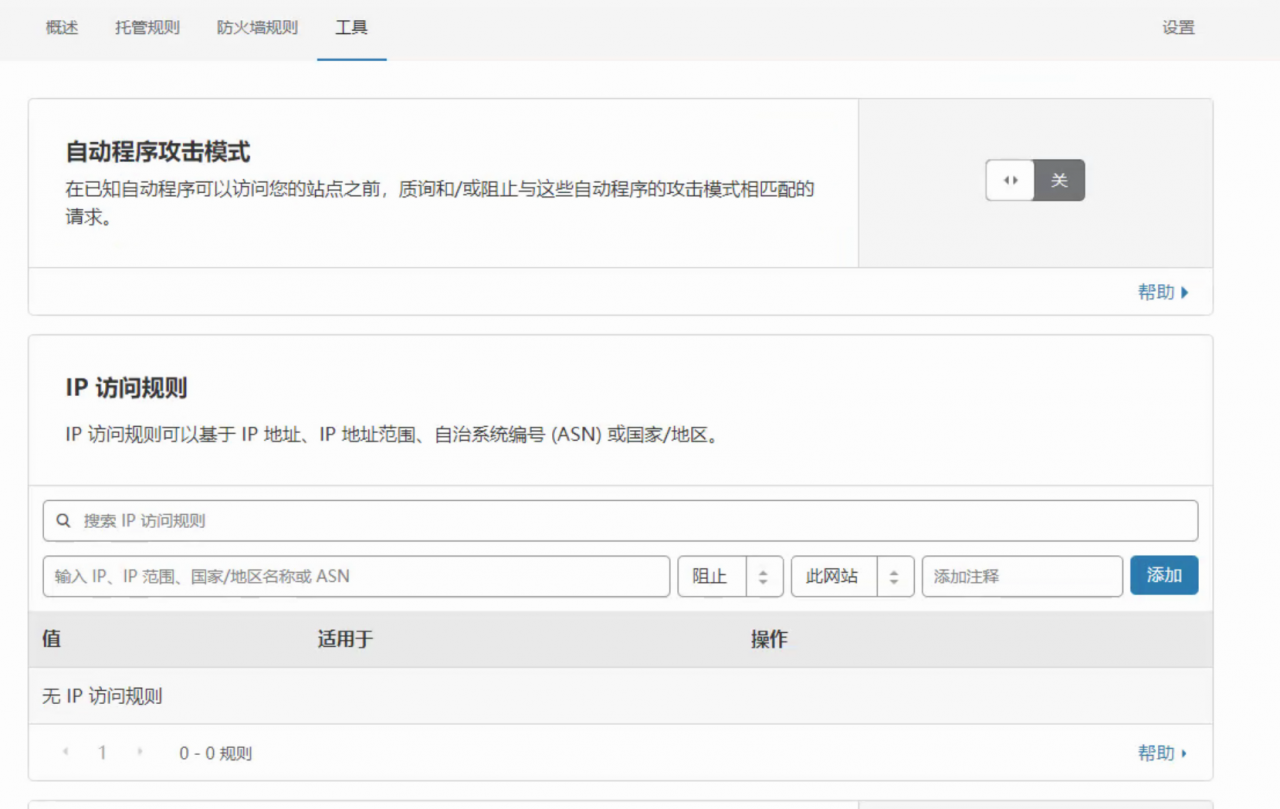 概述 托管规则 防火墙规则 工具 设置
自动程序攻击模式
在已知自动程序可以访问您的站点之前，质询和/或阻止与这些自动程序的攻击模式相匹配的
请求。
关
帮助
IP 访问规则
IP 访问规则可以基于 IP 地址、IP 地址范围、自治系统编号 (ASN) 或国家/地区。
搜索 IP 访问规则
输入 IP、IP 范围、国家/地区名称或 ASN 阻止 此网站 添加注释 添加
值 适用于 操作
无 IP 访问规则
1 0 - 0 规则 帮助